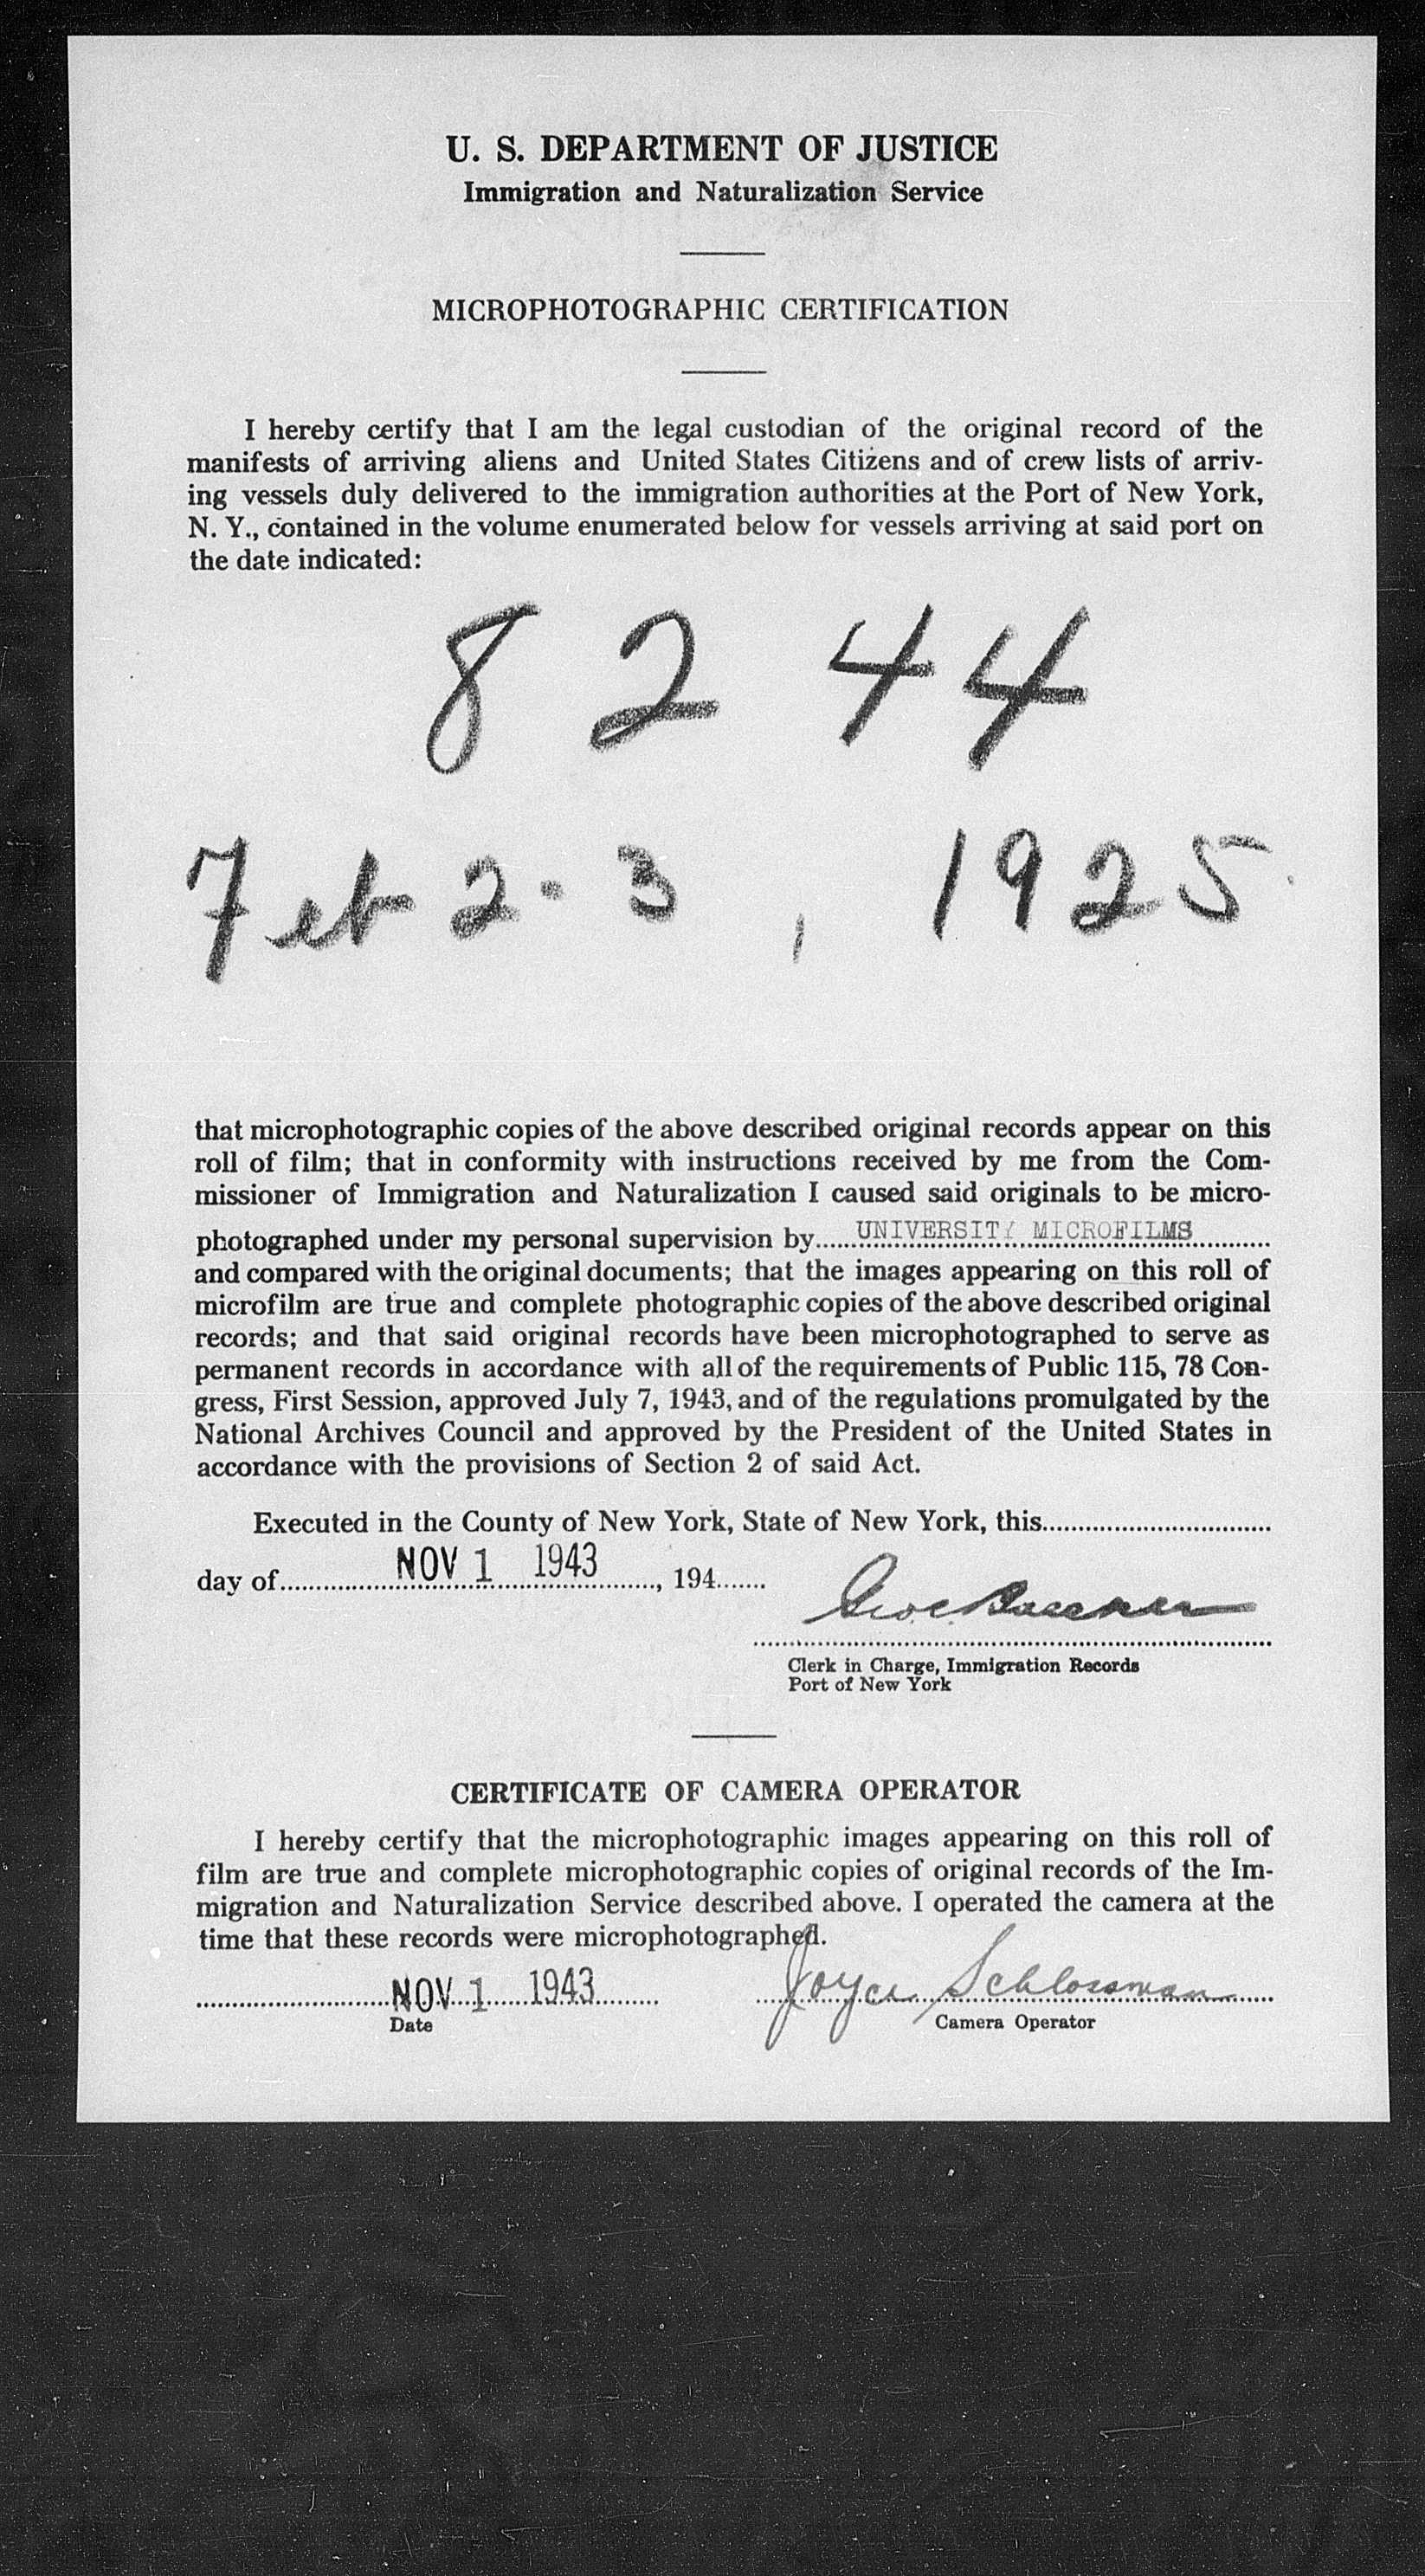 U. S. DEPARTMENT OF JUSTICE
Immigration and Naturalization Service
MICROPHOTOGRAPHIC CERTIFICATION
I hereby certify that I am the legal custodian of the original record of the
manifests of arriving aliens and United States Citizens and of crew lists of arriv-
ing vessels duly delivered to the immigration authorities at the Port of New York,
N. Y., contained in the volume enumerated below for vessels arriving at said port on
the date indicated:
8244
Feb 2-3, 1925
that microphotographic copies of the above described original records appear on this
roll of film; that in conformity with instructions received by me from the Com-
missioner of Immigration and Naturalization I caused said originals to be micro-
photographed under my personal supervision by UNIVERSITY MICROFILMS
and compared with the original documents; that the images appearing on this roll of
microfilm are true and complete photographic copies of the above described original
records; and that said original records have been microphotographed to serve as
permanent records in accordance with all of the requirements of Public 115, 78 Con-
gress, First Session, approved July 7, 1943, and of the regulations promulgated by the
National Archives Council and approved by the President of the United States in
accordance with the provisions of Section 2 of said Act.
Executed in the County of New York, State of New York, this
day of NOV 1 1943, 194
Clerk in Charge, Immigration Records
Port of New York
CERTIFICATE OF CAMERA OPERATOR
I hereby certify that the microphotographic images appearing on this roll of
film are true and complete microphotographic copies of original records of the Im-
migration and Naturalization Service described above. I operated the camera at the
time that these records were microphotographed.
NOV 1 1943 Joyce Schlossman
Date Camera Operator